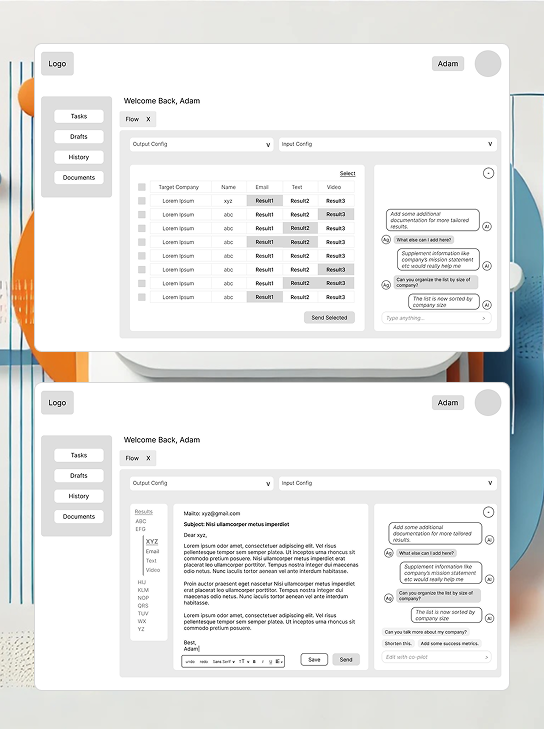 Logo
Adam
Welcome Back, Adam
Flow X
Tasks
Drafts
History
Documents
Output Config v
Input Config v
Select
Target Company Name Email Text Video
Lorem Ipsum xyz Result1 Result2 Result3
Lorem Ipsum abc Result1 Result2 Result3
Lorem Ipsum abc Result1 Result2 Result3
Lorem Ipsum abc Result1 Result2 Result3
Lorem Ipsum abc Result1 Result2 Result3
Lorem Ipsum abc Result1 Result2 Result3
Lorem Ipsum abc Result1 Result2 Result3
Lorem Ipsum abc Result1 Result2 Result3
Send Selected
Add some additional
documentation for more tailored
results.
AI
Ag What else can I add here?
Supplement information like
company's mission statement
etc would really help me
AI
Can you organize the list by size of
company?
Ag
The list is now sorted by
company size
AI
Type anything... >
Logo
Adam
Welcome Back, Adam
Flow X
Tasks
Drafts
History
Documents
Output Config v
Input Config v
Results
ABC
EFG
XYZ
Email
Text
Video
HIJ
KLM
NOP
QRS
TUV
WX
YZ
Mailto: xyz@gmail.com
Subject: Nisi ullamcorper metus imperdiet
Dear xyz,
Lorem ipsum odor amet, consectetuer adipiscing elit. Vel risus
pellentesque tempor sem semper platea. Ut inceptos urna rhoncus sit
commodo pretium posuere. Nunc iaculis tortor imperdiet erat
placerat leo ullamcorper porttitor. Tempus nostra integer dui
maecenas odio netus. Nunc iaculis tortor aenean vel ante interdum
habitasse.
Proin auctor praesent eget nascetur Nisi ullamcorper metus imperdiet
erat placerat leo ullamcorper porttitor. Tempus nostra integer dui
maecenas odio netus. Nunc iaculis tortor aenean vel ante interdum
habitasse.
Lorem ipsum odor amet, consectetuer adipiscing elit. Vel risus
pellentesque tempor sem semper platea. Ut inceptos urna rhoncus sit
commodo pretium posuere.
Best,
Adam
undo redo Sans Serif v TT v B I U
Save
Send
Add some additional
documentation for more tailored
results.
AI
Ag What else can I add here?
Supplement information like
company's mission statement
etc would really help me
AI
Can you organize the list by size of
company?
Ag
The list is now sorted by
company size
AI
Can you talk more about my company?
Shorten this. Add some success metrics.
Edit with co-pilot >